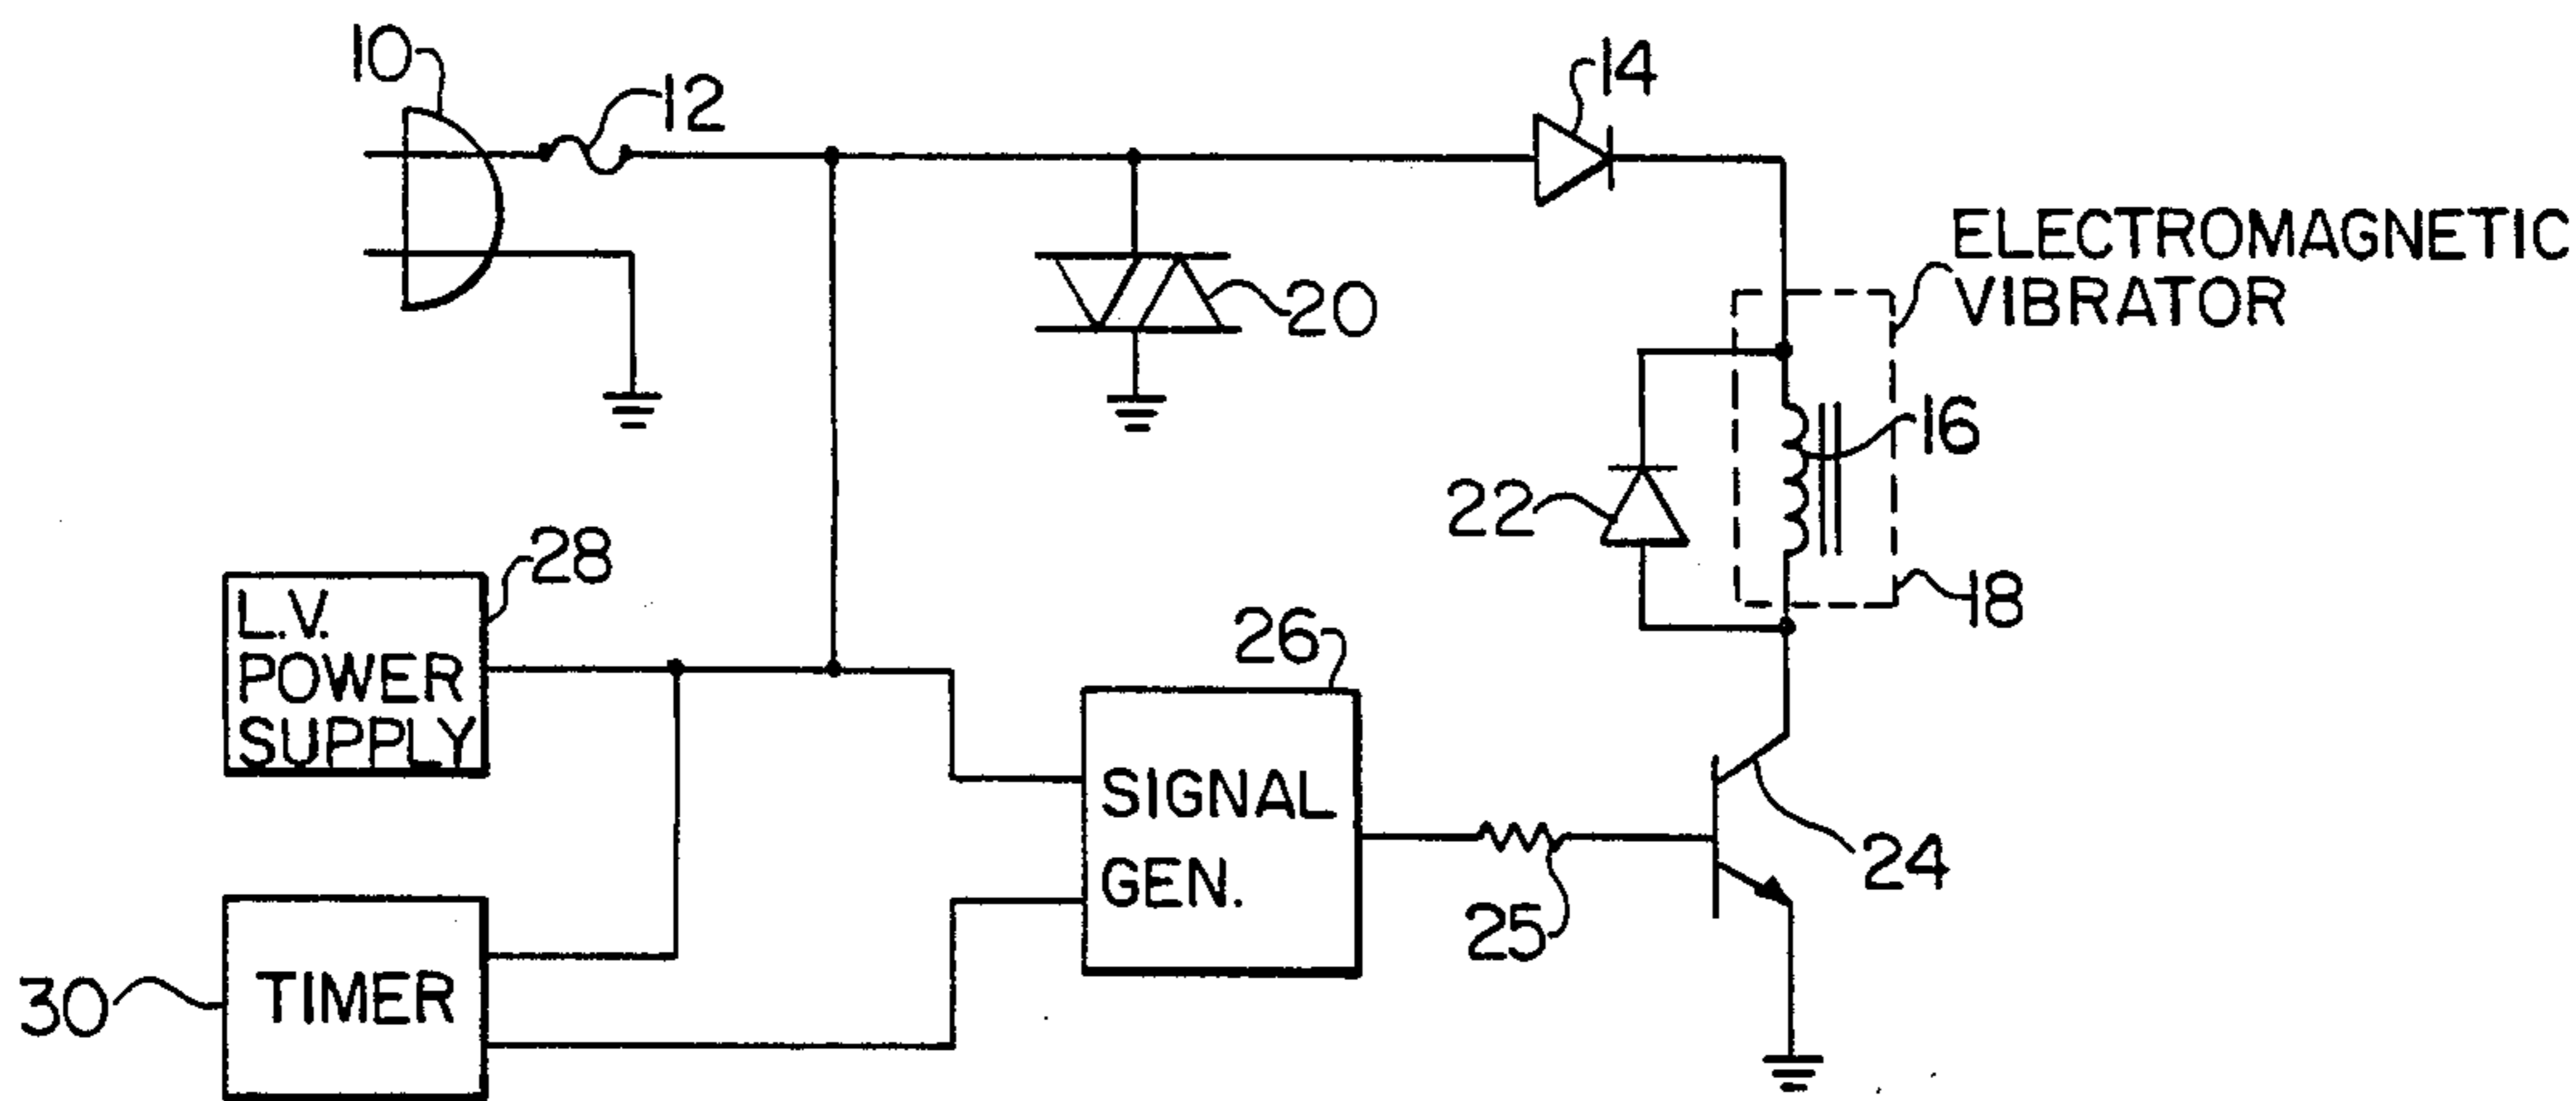 10
12
14
ELECTROMAGNETIC
VIBRATOR
20
16
22
18
28
L.V.
POWER
SUPPLY
26
SIGNAL
GEN.
24
25
30
TIMER